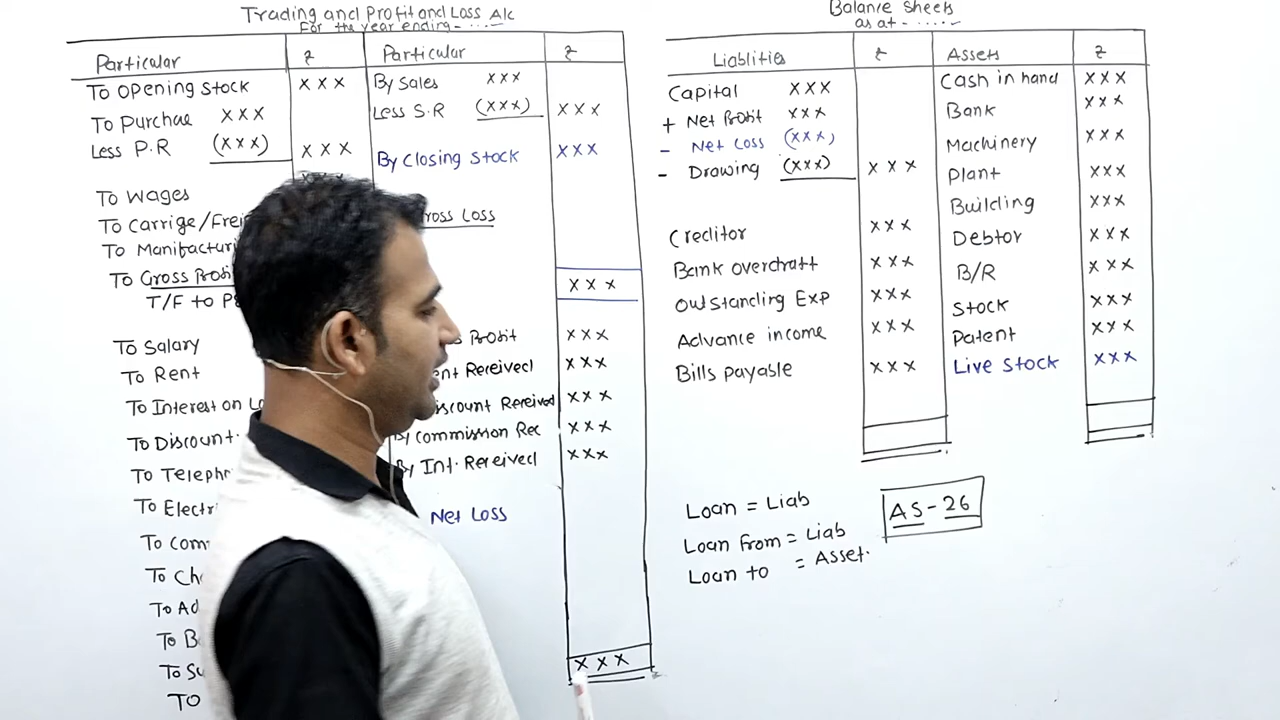 Trading and Profit and Loss A/c
For the year ending - ......
Particular ₹ Particular ₹
To Opening Stock xxx By Sales xxx
To Purchae xxx Less S.R (xxx) xxx
Less P.R (xxx) xxx By Closing Stock xxx
To Wages
To Carrige/Frei
To Manifacturi
To Gross Profi
ross Loss
T/F to P
xxx
To Salary Profit xxx
To Rent ent Received xxx
To Interest on L iscount Received xxx
To Discount. By Commission Rec xxx
To Teleph By Int. Received xxx
To Electr Net Loss
To Com
To Ch
To Ad
To B
To Su
TO
xxx
Balance Sheets
as at - ......
Liablities ₹ Assets ₹
Capital xxx Cash in hand xxx
+ Net Profit xxx Bank xxx
- Net Loss (xxx) Machinery xxx
- Drawing (xxx) xxx Plant xxx
Building xxx
Creditor xxx Debtor xxx
Bank overdraft xxx B/R xxx
Outstanding Exp xxx Stock xxx
Advance income xxx Patent xxx
Bills payable xxx Live Stock xxx
Loan = Liab
AS - 26
Loan from = Liab
Loan to = Asset.